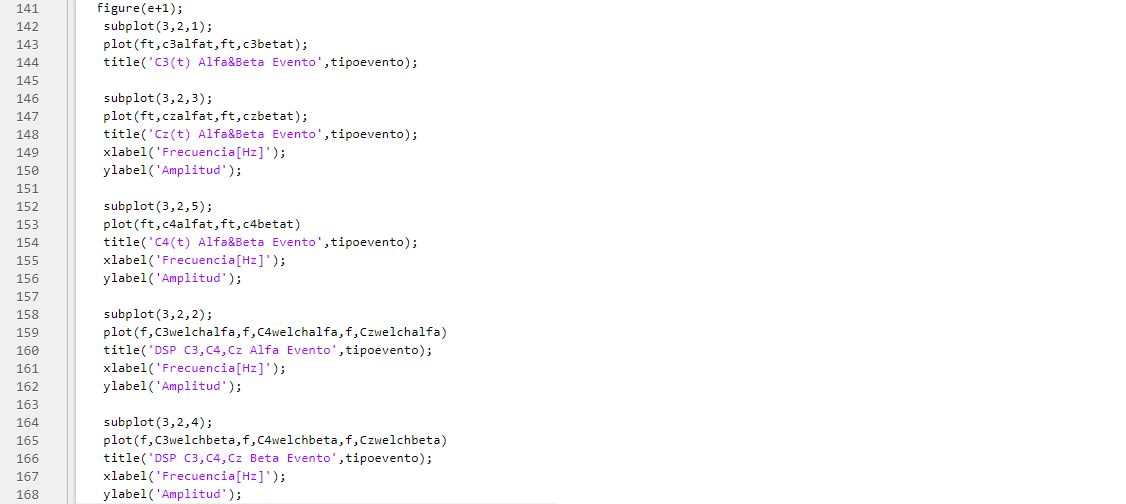 141 figure(e+1);
142 subplot(3,2,1);
143 plot(ft,c3alfat,ft,c3betat);
144 title('C3(t) Alfa&Beta Evento',tipoevento);
145
146 subplot(3,2,3);
147 plot(ft,czalfat,ft,czbetat);
148 title('Cz(t) Alfa&Beta Evento',tipoevento);
149 xlabel('Frecuencia[Hz]');
150 ylabel('Amplitud');
151
152 subplot(3,2,5);
153 plot(ft,c4alfat,ft,c4betat)
154 title('C4(t) Alfa&Beta Evento',tipoevento);
155 xlabel('Frecuencia[Hz]');
156 ylabel('Amplitud');
157
158 subplot(3,2,2);
159 plot(f,C3welchalfa,f,C4welchalfa,f,Czwelchalfa)
160 title('DSP C3,C4,Cz Alfa Evento',tipoevento);
161 xlabel('Frecuencia[Hz]');
162 ylabel('Amplitud');
163
164 subplot(3,2,4);
165 plot(f,C3welchbeta,f,C4welchbeta,f,Czwelchbeta)
166 title('DSP C3,C4,Cz Beta Evento',tipoevento);
167 xlabel('Frecuencia[Hz]');
168 ylabel('Amplitud');